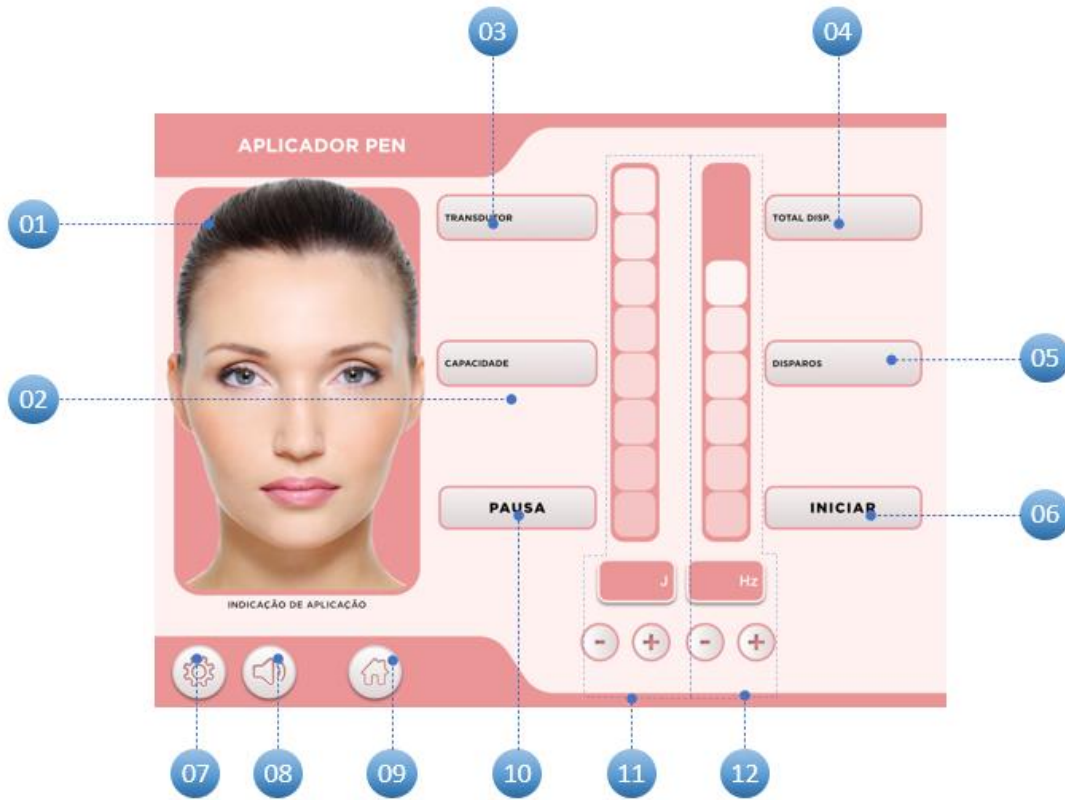 03
04
APLICADOR PEN
01
TRANSDUTOR
TOTAL DISP.
CAPACIDADE
DISPAROS
05
02
PAUSA
INICIAR
06
J
Hz
INDICAÇÃO DE APLICAÇÃO
-
+
-
+
07
08
09
10
11
12